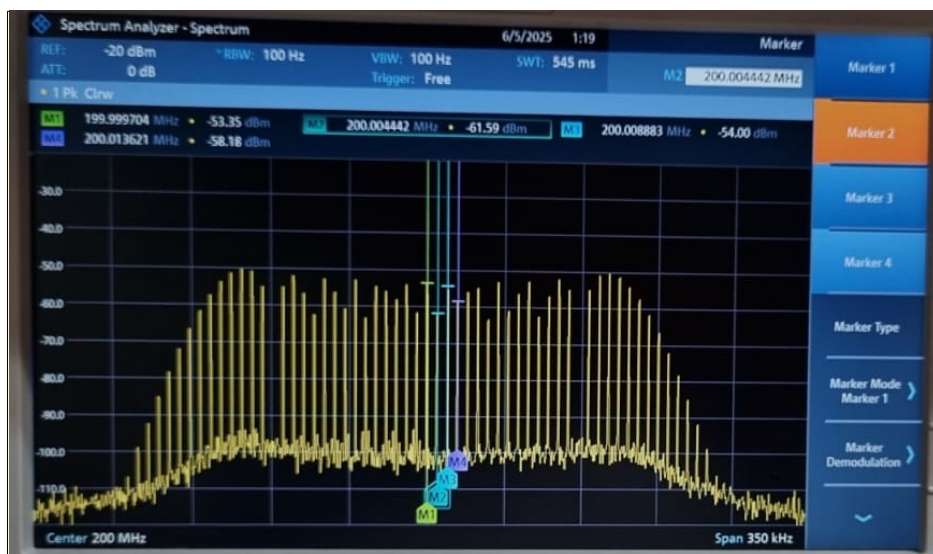 Spectrum Analyzer - Spectrum
6/5/2025 1:19
Marker
REF: -20 dBm * RBW: 100 Hz VBW: 100 Hz SWT: 545 ms
ATT: 0 dB Trigger: Free
M2 200.004442 MHz
• 1 Pk Clrw
M1 199.999704 MHz • -53.35 dBm M2 200.004442 MHz • -61.59 dBm M3 200.008883 MHz • -54.00 dBm
M4 200.013621 MHz • -58.18 dBm
-30.0
-40.0
-50.0
-60.0
-70.0
-80.0
-90.0
-100.0
-110.0
M4
M3
M2
M1
Center 200 MHz
Span 350 kHz
Marker 1
Marker 2
Marker 3
Marker 4
Marker Type
Marker Mode
Marker 1
Marker
Demodulation